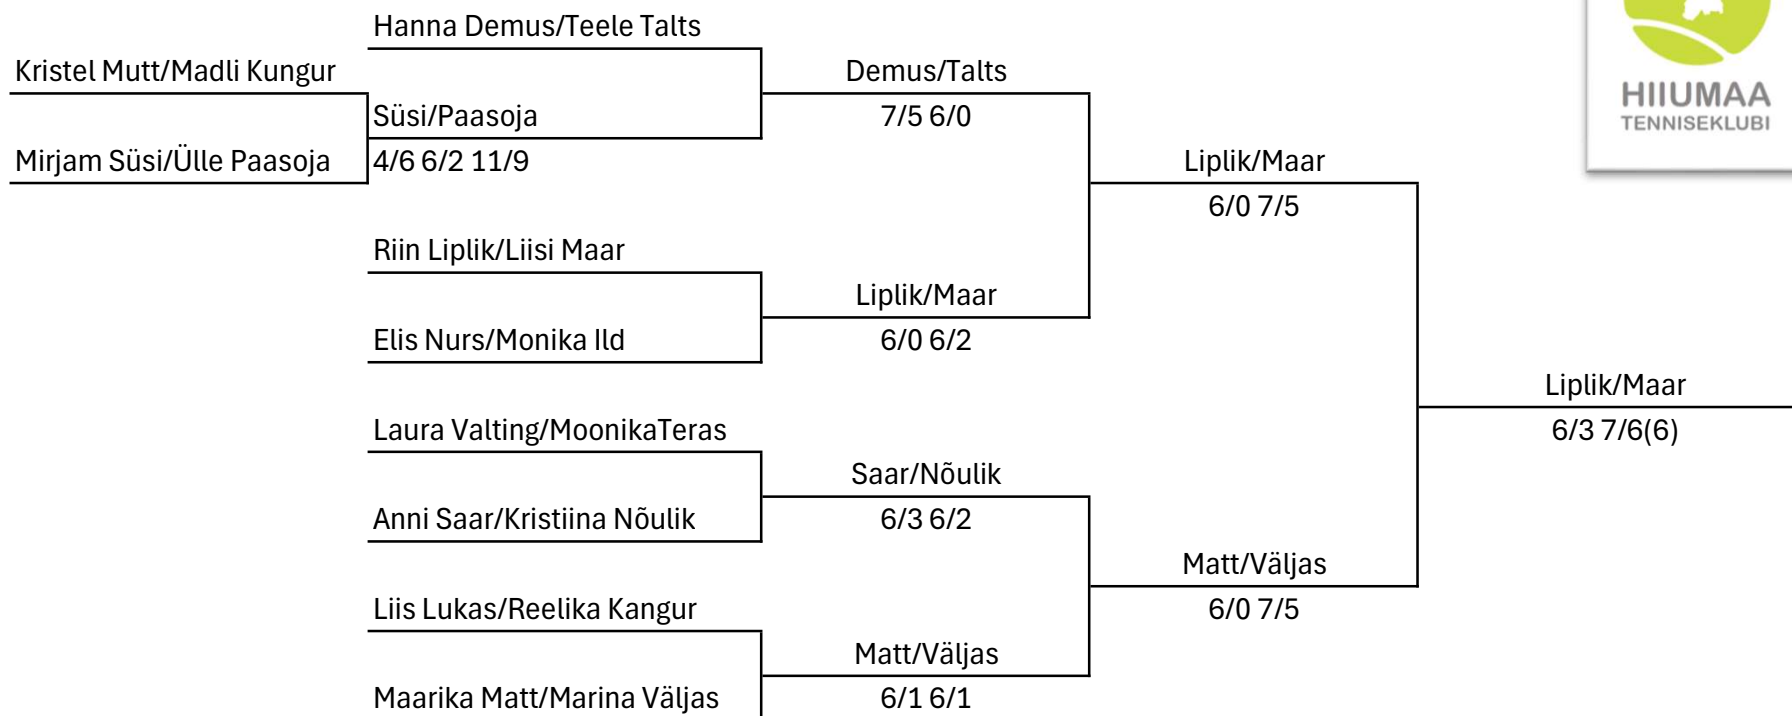 Hanna Demus/Teele Talts
Kristel Mutt/Madli Kungur
Demus/Talts
Süsi/Paasoja
7/5 6/0
Mirjam Süsi/Ülle Paasoja
4/6 6/2 11/9
Liplik/Maar
6/0 7/5
Riin Liplik/Liisi Maar
Liplik/Maar
Elis Nurs/Monika Ild
6/0 6/2
Liplik/Maar
6/3 7/6(6)
Laura Valting/MoonikaTeras
Saar/Nõulik
Anni Saar/Kristiina Nõulik
6/3 6/2
Matt/Väljas
6/0 7/5
Liis Lukas/Reelika Kangur
Matt/Väljas
Maarika Matt/Marina Väljas
6/1 6/1
HIIUMAA
TENNISEKLUBI